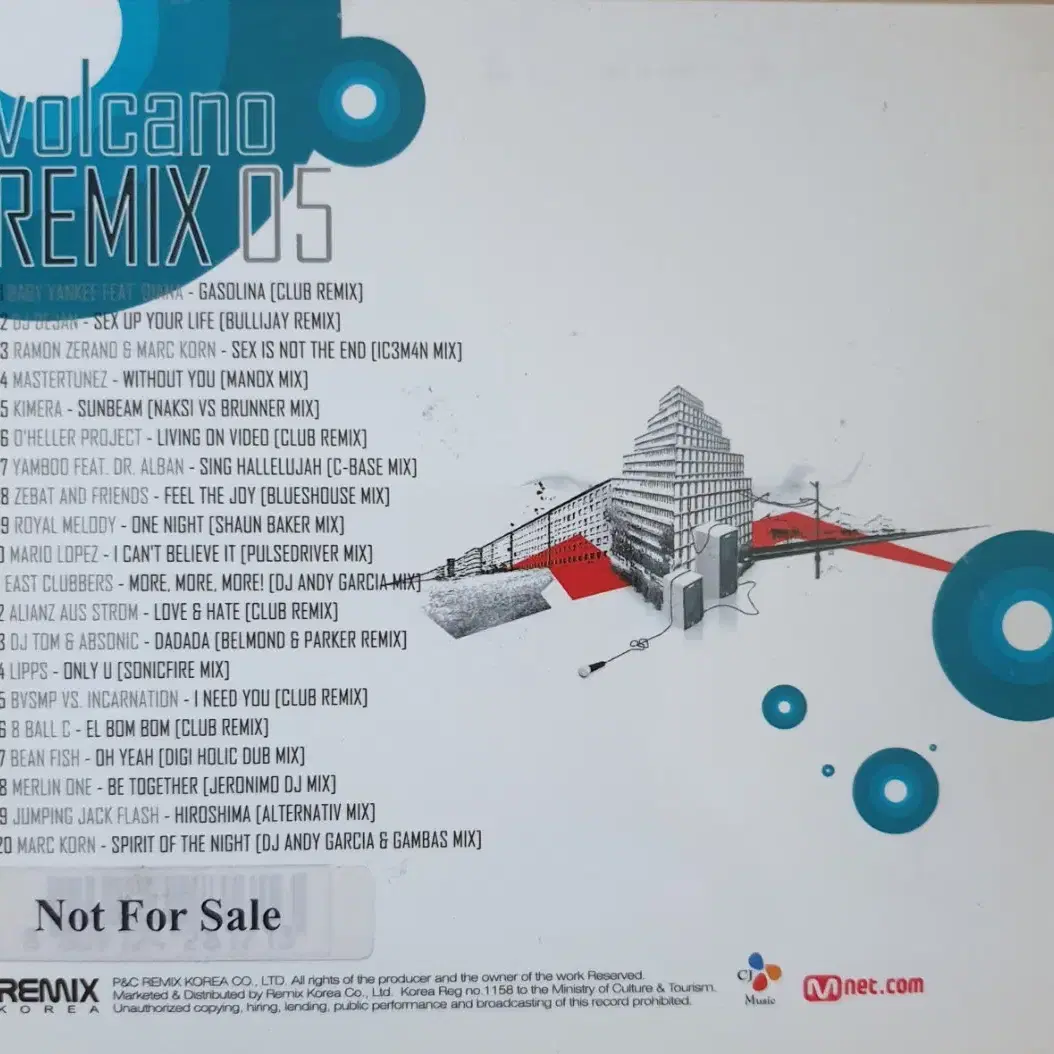 volcano
REMIX 05
1 BABY YANKEE FEAT. DIANA - GASOLINA [CLUB REMIX]
2 DJ DEJAN - SEX UP YOUR LIFE [BULLIJAY REMIX]
3 RAMON ZERANO & MARC KORN - SEX IS NOT THE END [IC3M4N MIX]
4 MASTERTUNEZ - WITHOUT YOU [MANOX MIX]
5 KIMERA - SUNBEAM [NAKSI VS BRUNNER MIX]
6 O'HELLER PROJECT - LIVING ON VIDEO [CLUB REMIX]
7 YAMBOO FEAT. DR. ALBAN - SING HALLELUJAH [C-BASE MIX]
8 ZEBAT AND FRIENDS - FEEL THE JOY [BLUESHOUSE MIX]
9 ROYAL MELODY - ONE NIGHT [SHAUN BAKER MIX]
0 MARIO LOPEZ - I CAN'T BELIEVE IT [PULSEDRIVER MIX]
EAST CLUBBERS - MORE, MORE, MORE! [DJ ANDY GARCIA MIX]
2 ALIANZ AUS STROM - LOVE & HATE [CLUB REMIX]
3 DJ TOM & ABSONIC - DADADA [BELMOND & PARKER REMIX]
4 LIPPS - ONLY U [SONICFIRE MIX]
5 BVSMP VS. INCARNATION - I NEED YOU [CLUB REMIX]
6 8 BALL C - EL BOM BOM [CLUB REMIX]
7 BEAN FISH - OH YEAH [DIGI HOLIC DUB MIX]
8 MERLIN ONE - BE TOGETHER [JERONIMO DJ MIX]
9 JUMPING JACK FLASH - HIROSHIMA [ALTERNATIV MIX]
20 MARC KORN - SPIRIT OF THE NIGHT [DJ ANDY GARCIA & GAMBAS MIX]
Not For Sale
REMIX
KOREA
P&C REMIX KOREA CO., LTD. All rights of the producer and the owner of the work Reserved.
Marketed & Distributed by Remix Korea Co., Ltd. Korea Reg no.1158 to the Ministry of Culture & Tourism.
Unauthorized copying, hiring, lending, public performance and broadcasting of this record prohibited.
CJ
Music
Mnet.com